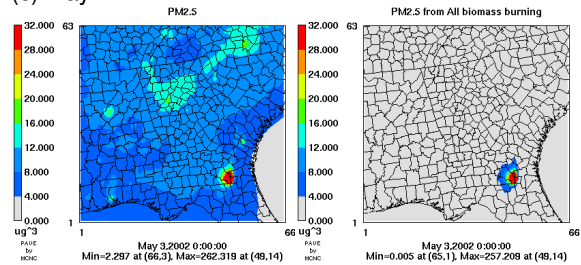 PM2.5
63
32.000
28.000
24.000
20.000
16.000
12.000
8.000
4.000
0.000
ug^3
PAVE
by
MCNC
1
1
66
May 3,2002 0:00:00
Min=2.297 at (66,3), Max=262.319 at (49,14)
PM2.5 from All biomass burning
63
32.000
28.000
24.000
20.000
16.000
12.000
8.000
4.000
0.000
ug^3
PAVE
by
MCNC
1
1
66
May 3,2002 0:00:00
Min=0.005 at (65,1), Max=257.209 at (49,14)